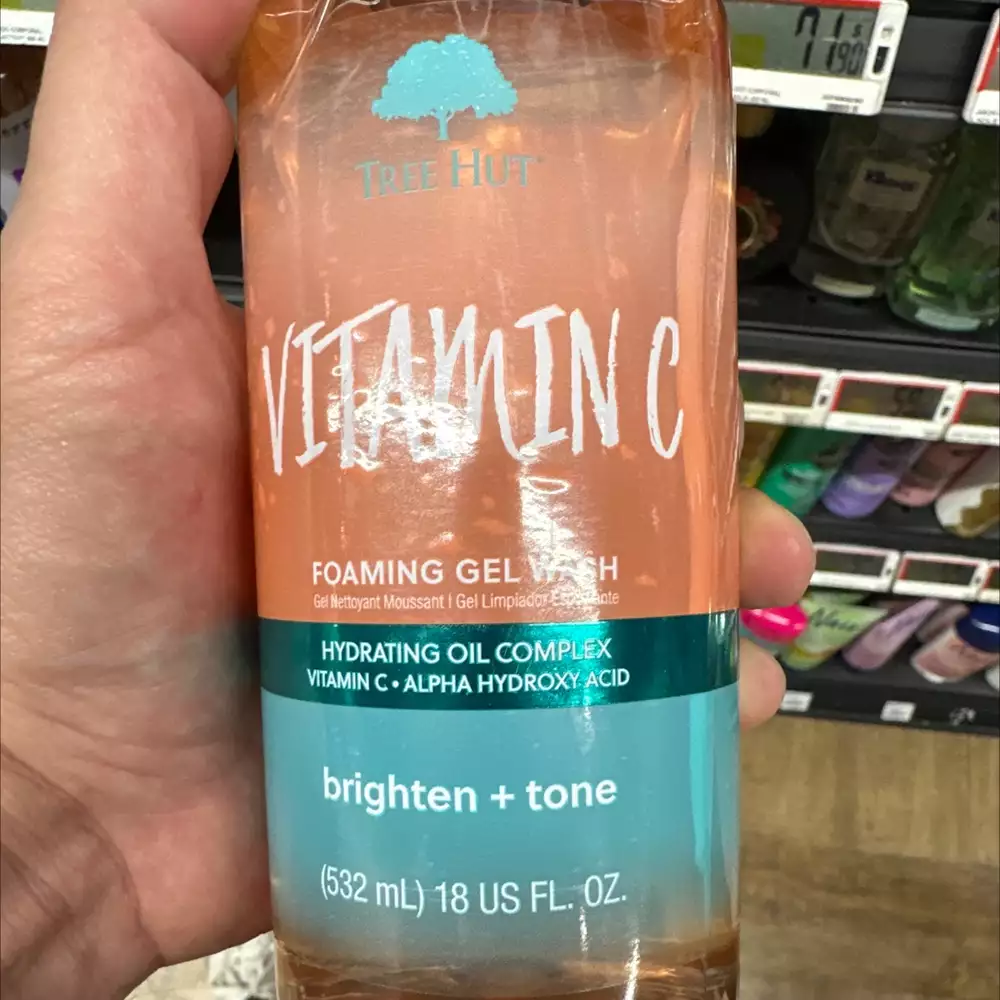 TREE HUT
VITAMIN C
FOAMING GEL WASH
Gel Nettoyant Moussant | Gel Limpiador Espumante
HYDRATING OIL COMPLEX
VITAMIN C • ALPHA HYDROXY ACID
brighten + tone
(532 mL) 18 US FL. OZ.